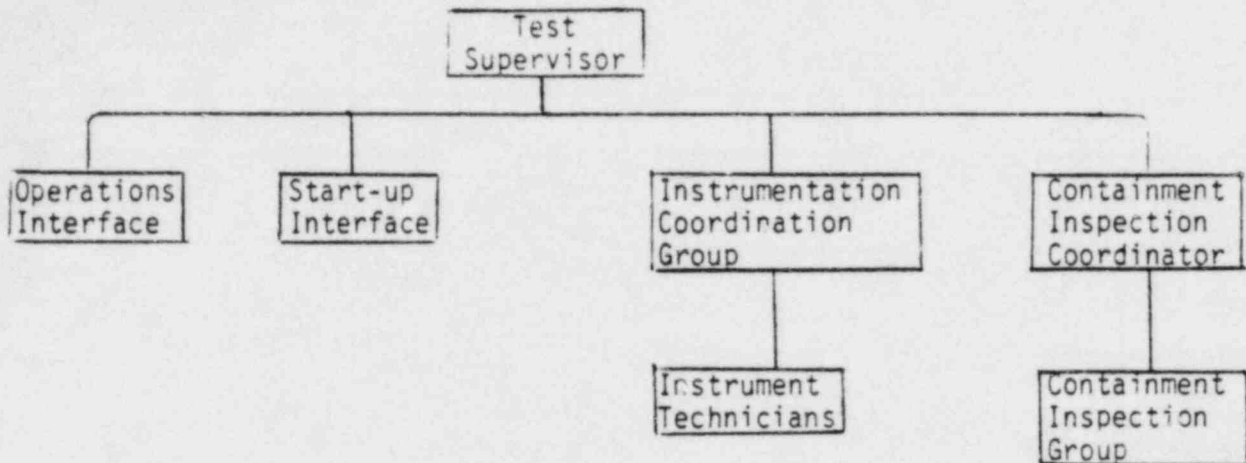 Test
Supervisor
Operations
Interface
Start-up
Interface
Instrumentation
Coordination
Group
Containment
Inspection
Coordinator
Instrument
Technicians
Containment
Inspection
Group